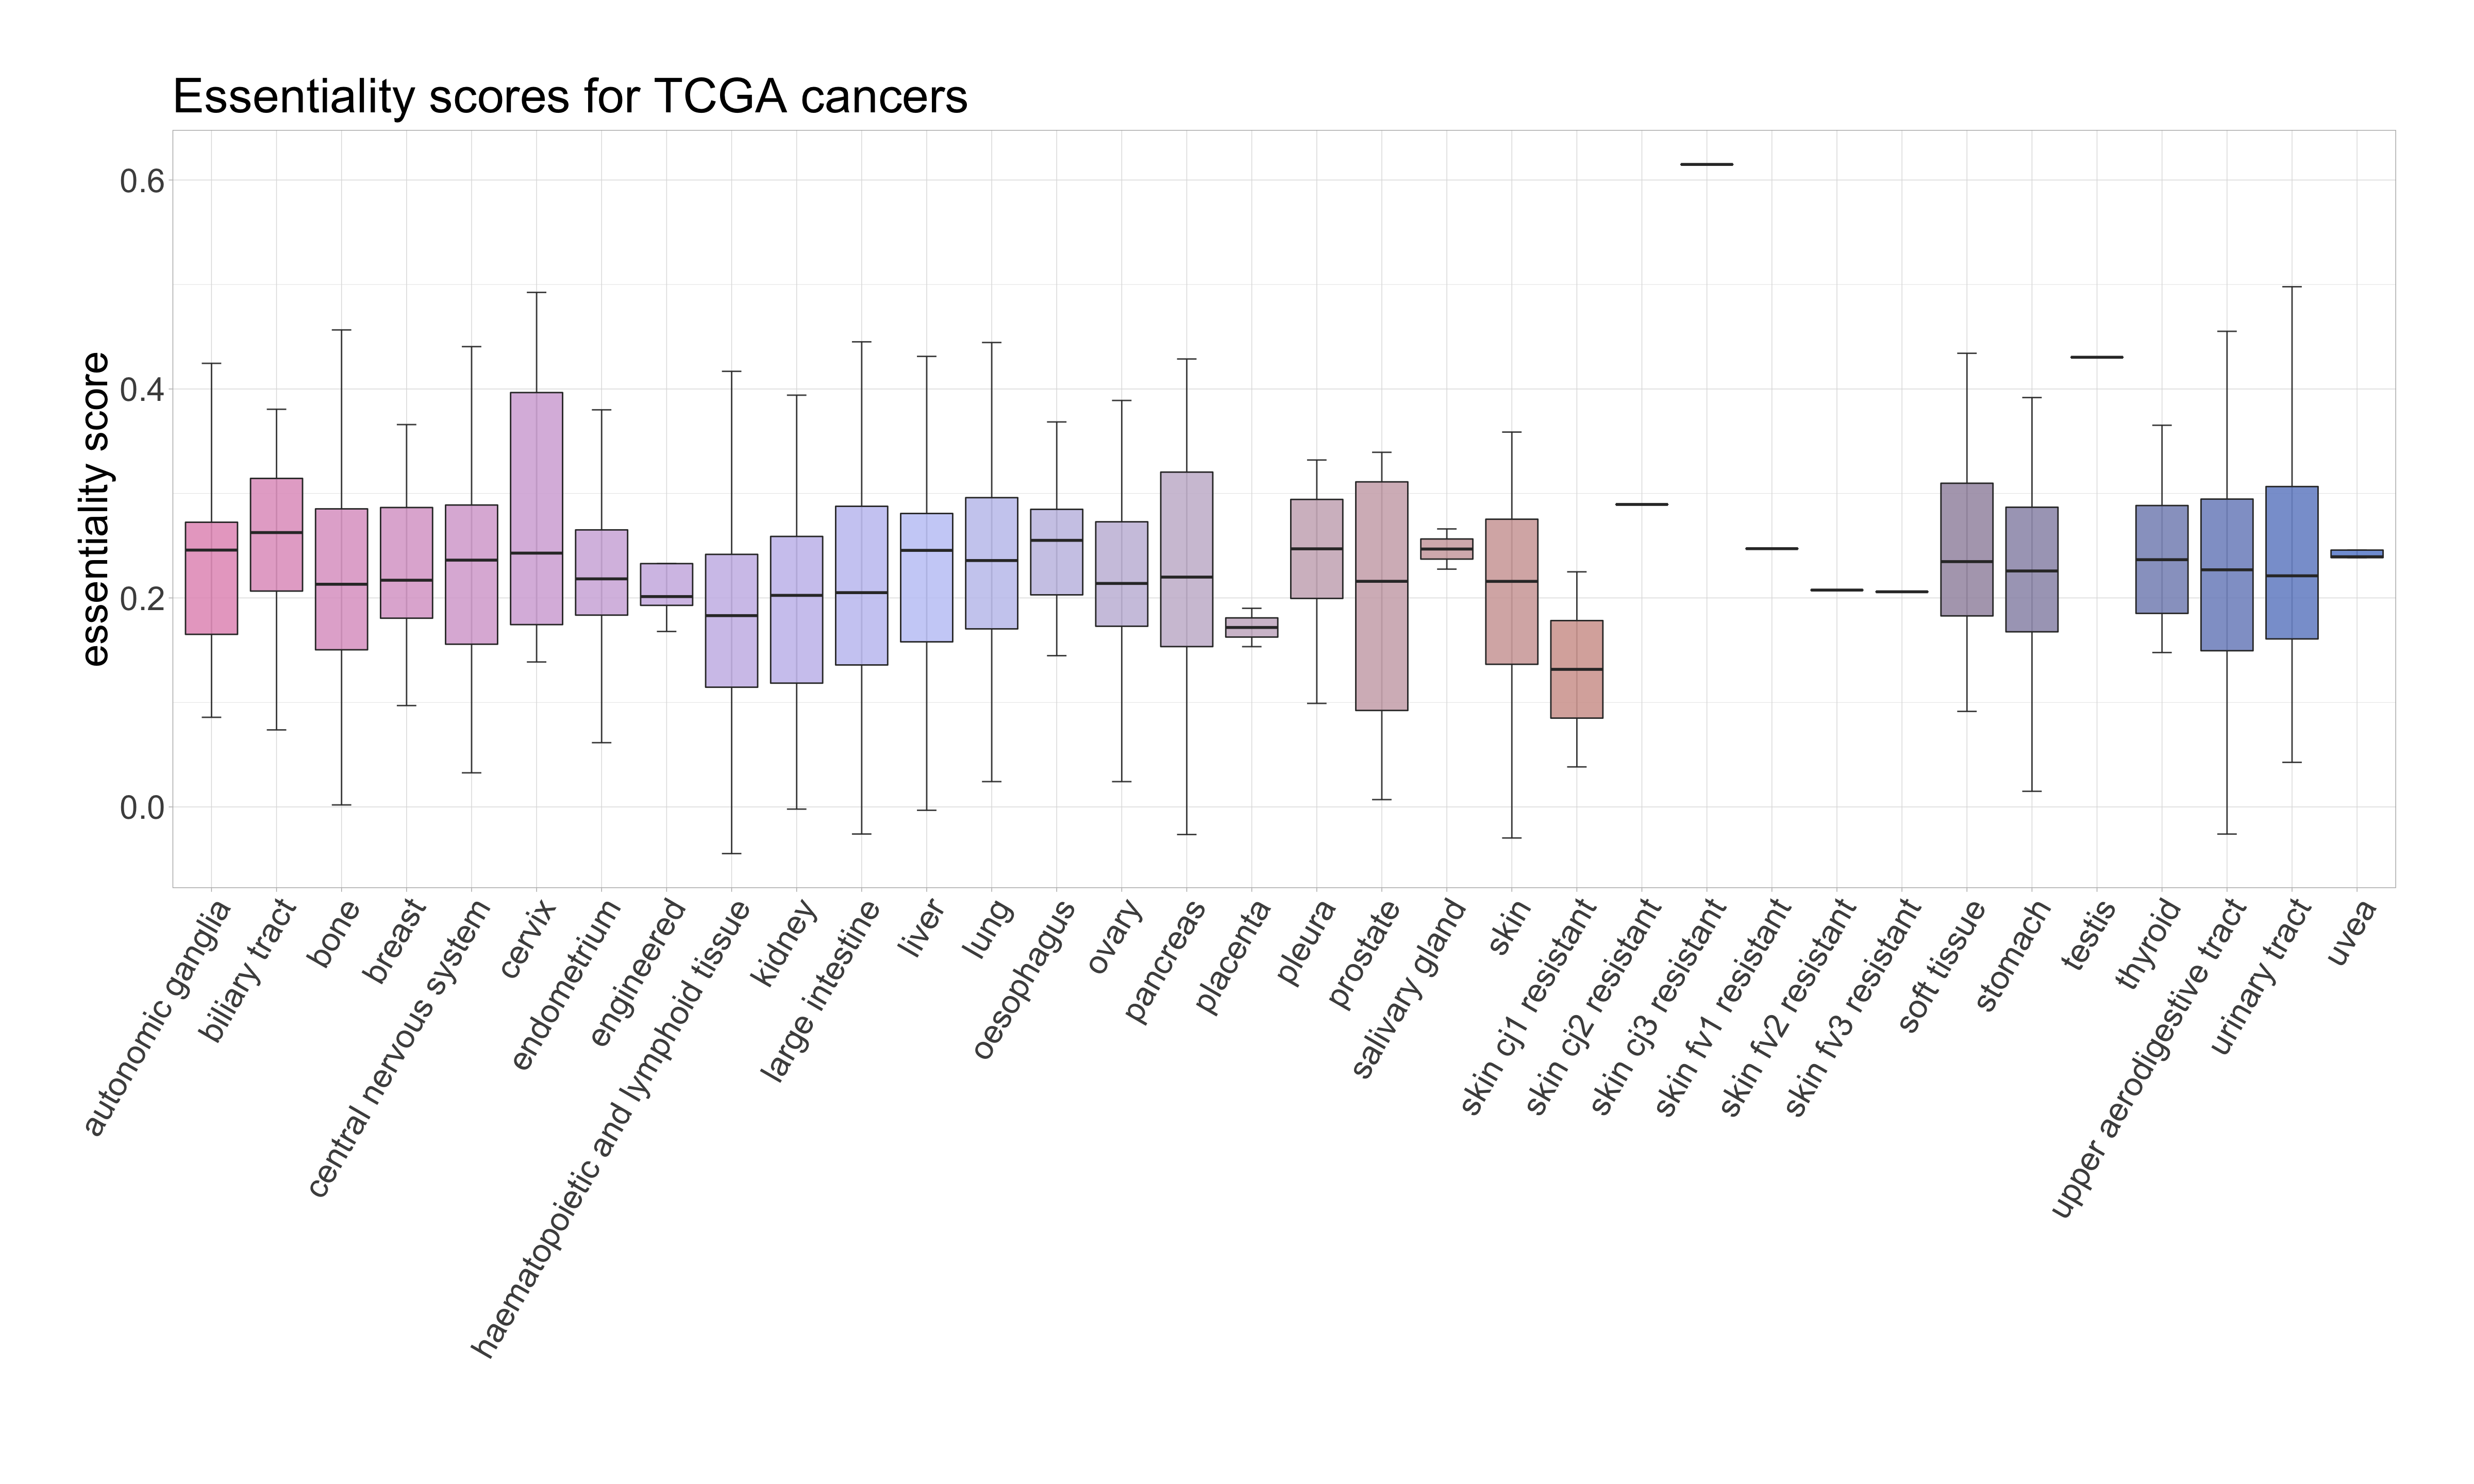 Essentiality scores for TCGA cancers
essentiality score
0.6
0.4
0.2
0.0
autonomic ganglia
biliary tract
bone
breast
central nervous system
cervix
endometrium
engineered
haematopoietic and lymphoid tissue
kidney
large intestine
liver
lung
oesophagus
ovary
pancreas
placenta
pleura
prostate
salivary gland
skin
skin cj1 resistant
skin cj2 resistant
skin cj3 resistant
skin fv1 resistant
skin fv2 resistant
skin fv3 resistant
soft tissue
stomach
testis
thyroid
upper aerodigestive tract
urinary tract
uvea